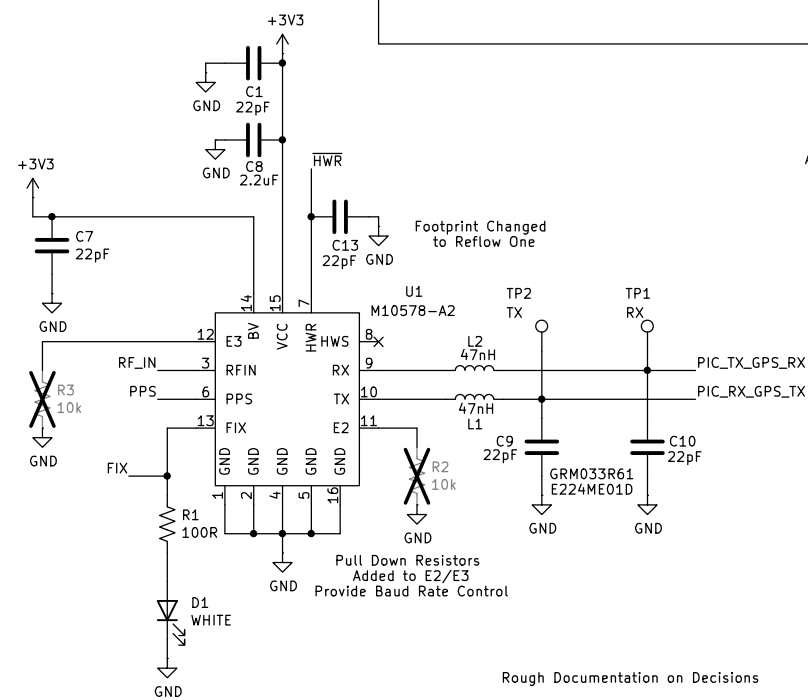 +3V3
C1
22pF
GND
C8
2.2uF
GND
+3V3
C7
22pF
GND
HWR
C13
22pF
GND
Footprint Changed
to Reflow One
U1
M10578-A2
14
15
7
BV
VCC
HWR
12
E3
HWS
8
3
RFIN
RX
9
6
PPS
TX
10
13
FIX
E2
11
GND
GND
GND
GND
GND
1
2
4
5
16
RF_IN
PPS
R3
10k
GND
FIX
R1
100R
D1
WHITE
GND
GND
L2
47nH
47nH
L1
TP2
TX
TP1
RX
PIC_TX_GPS_RX
PIC_RX_GPS_TX
R2
10k
GND
C9
22pF
GND
C10
22pF
GND
GRM033R61
E224ME01D
Pull Down Resistors
Added to E2/E3
Provide Baud Rate Control
Rough Documentation on Decisions